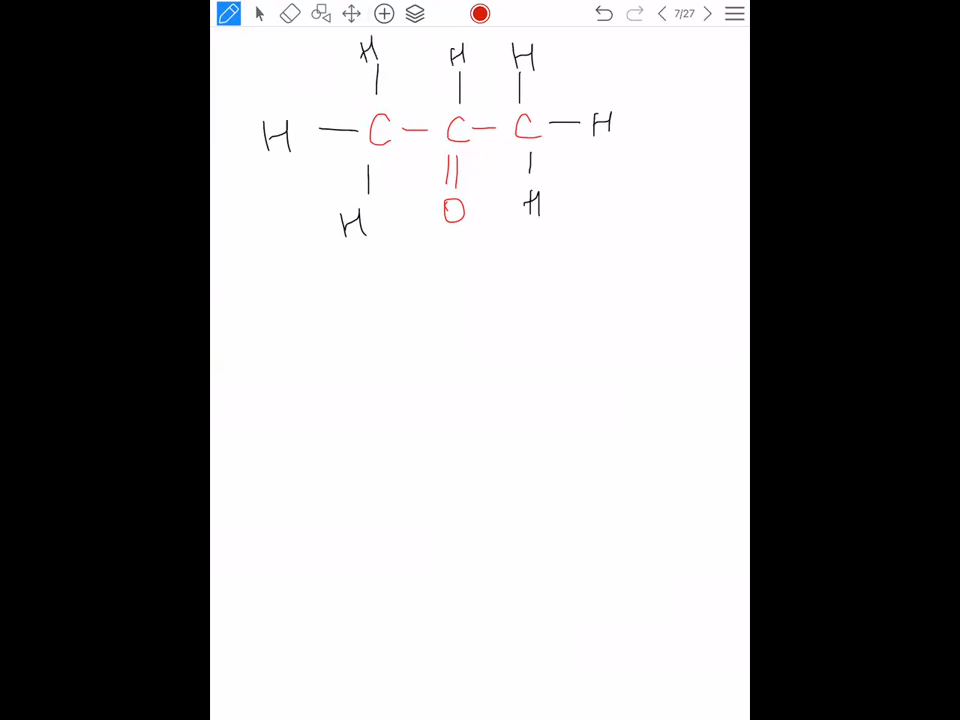 7/27
H H H
H — C — C — C — H
H O H